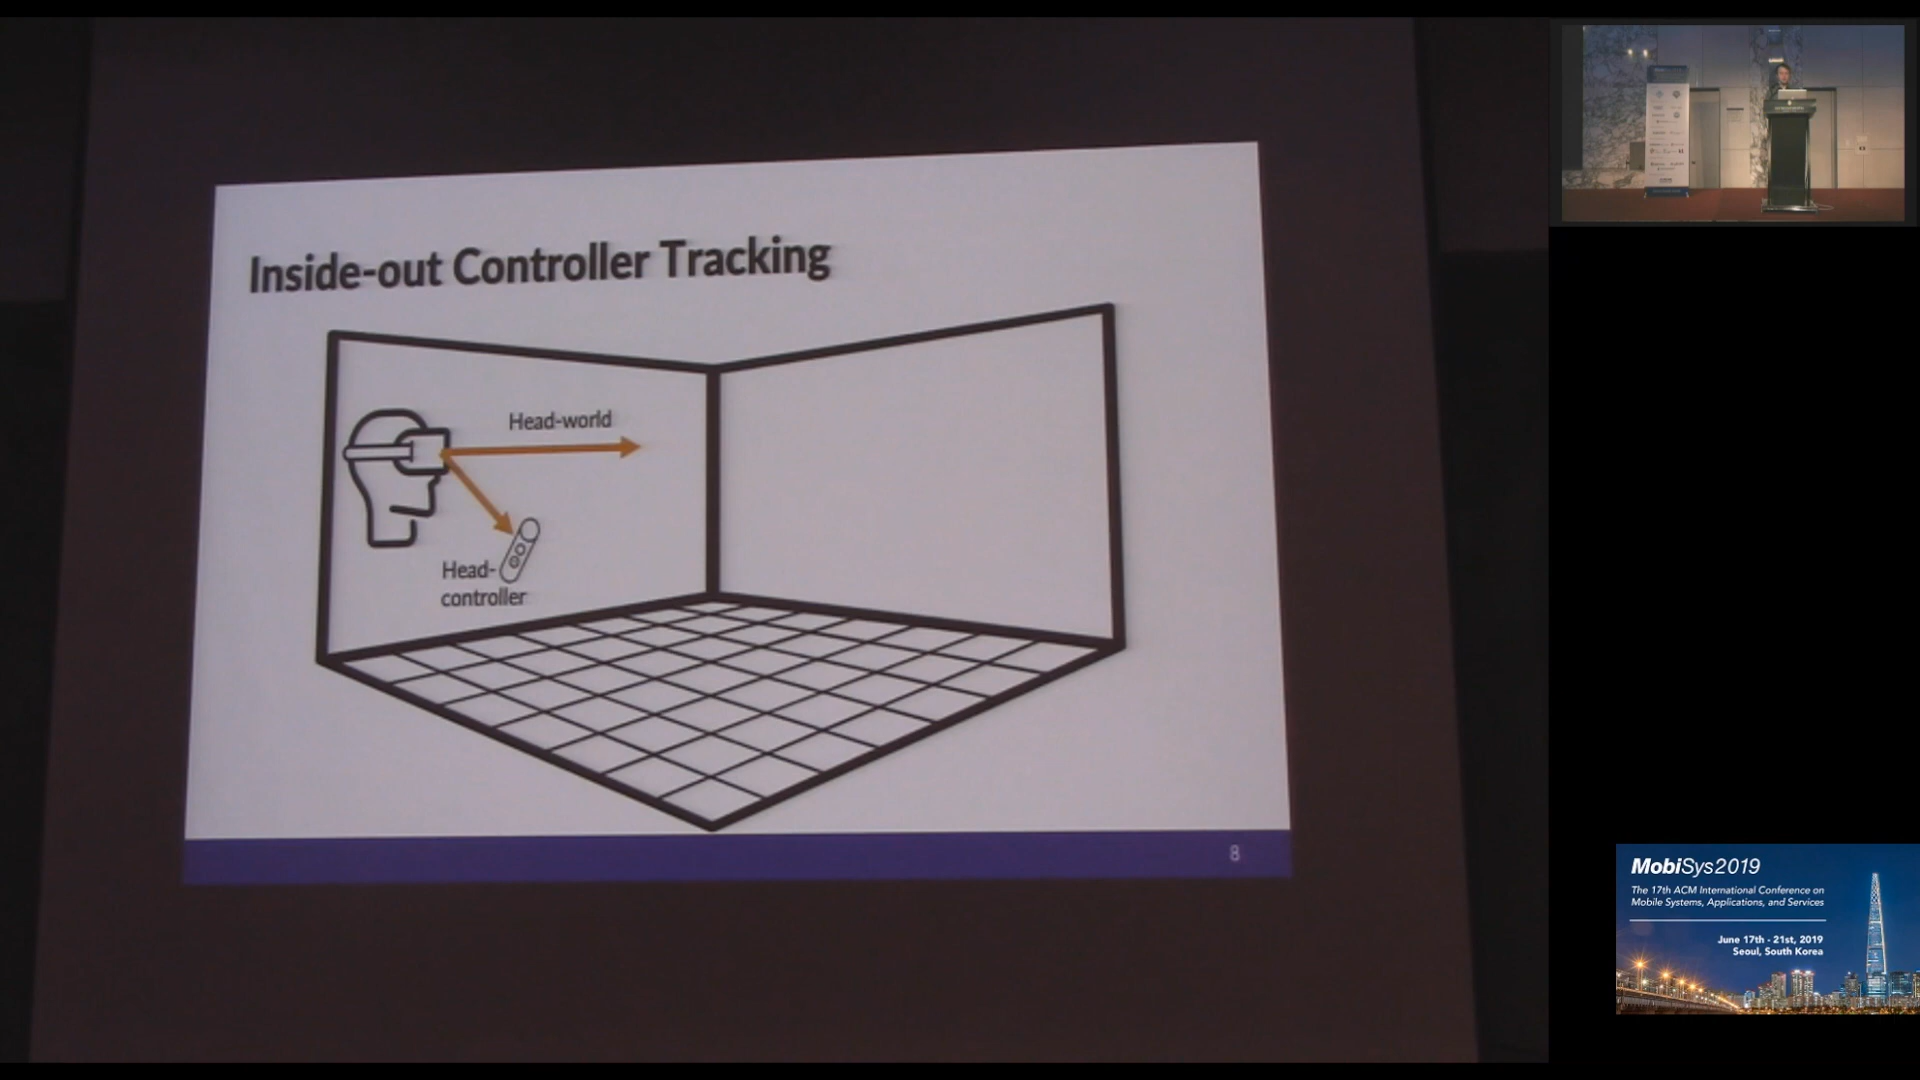 Inside-out Controller Tracking
Head-world
Head-
controller
8
MobiSys2019
The 17th ACM International Conference on
Mobile Systems, Applications, and Services
June 17th - 21st, 2019
Seoul, South Korea